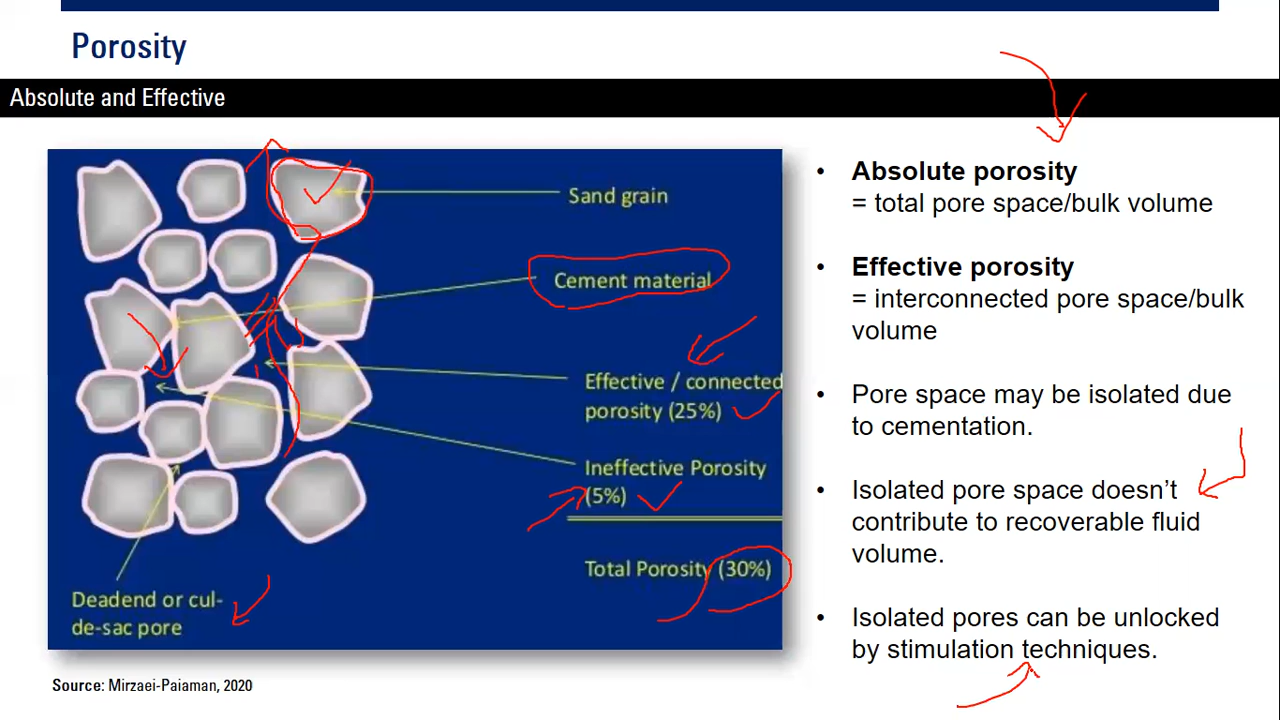 Porosity
Absolute and Effective
Sand grain
Cement material
Effective / connected
porosity (25%)
Ineffective Porosity
(5%)
Total Porosity (30%)
Deadend or cul-
de-sac pore
Source: Mirzaei-Paiaman, 2020
• Absolute porosity
= total pore space/bulk volume
• Effective porosity
= interconnected pore space/bulk
volume
• Pore space may be isolated due
to cementation.
• Isolated pore space doesn’t
contribute to recoverable fluid
volume.
• Isolated pores can be unlocked
by stimulation techniques.